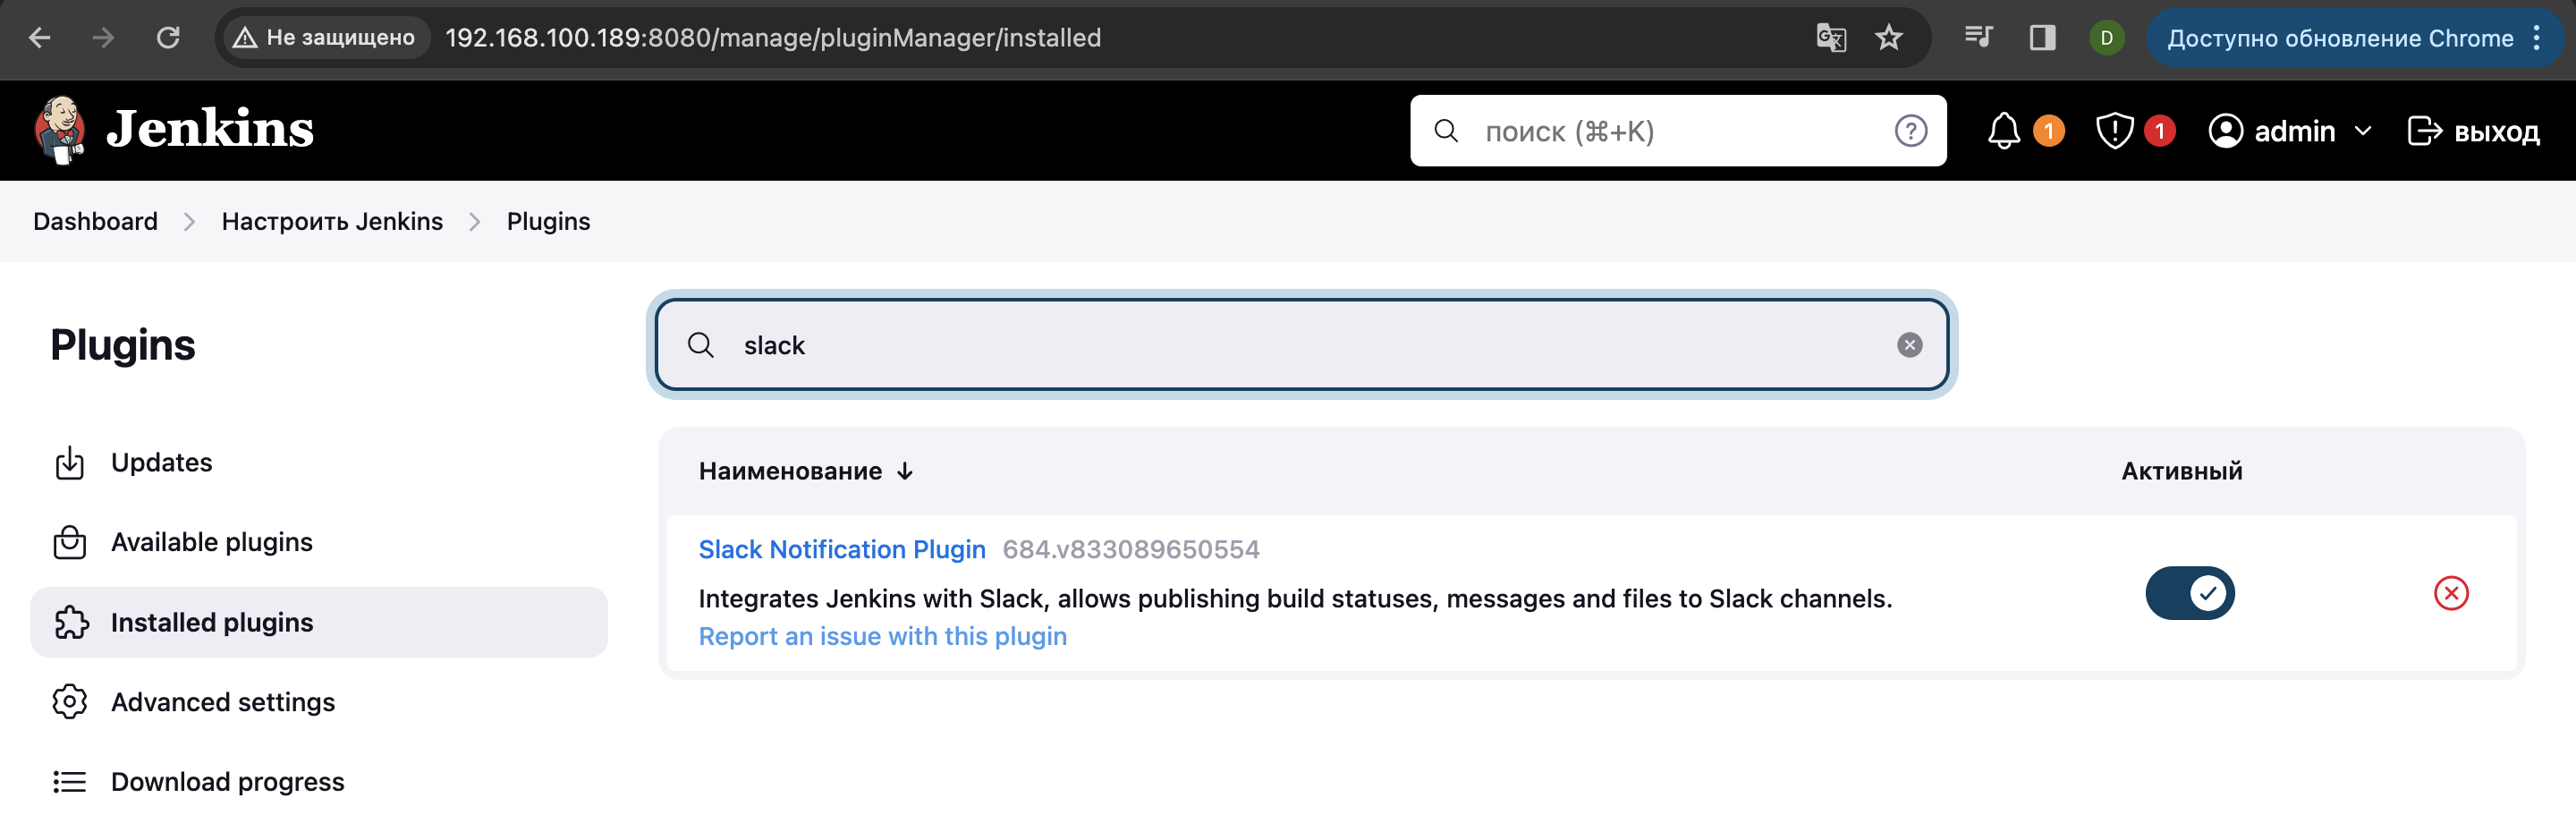 Не защищено 192.168.100.189:8080/manage/pluginManager/installed D Доступно обновление Chrome
Jenkins поиск (⌘+K) ? 1 1 admin выход
Dashboard Настроить Jenkins Plugins
Plugins
slack
Updates
Available plugins
Installed plugins
Advanced settings
Download progress
Наименование ↓ Активный
Slack Notification Plugin 684.v833089650554
Integrates Jenkins with Slack, allows publishing build statuses, messages and files to Slack channels.
Report an issue with this plugin